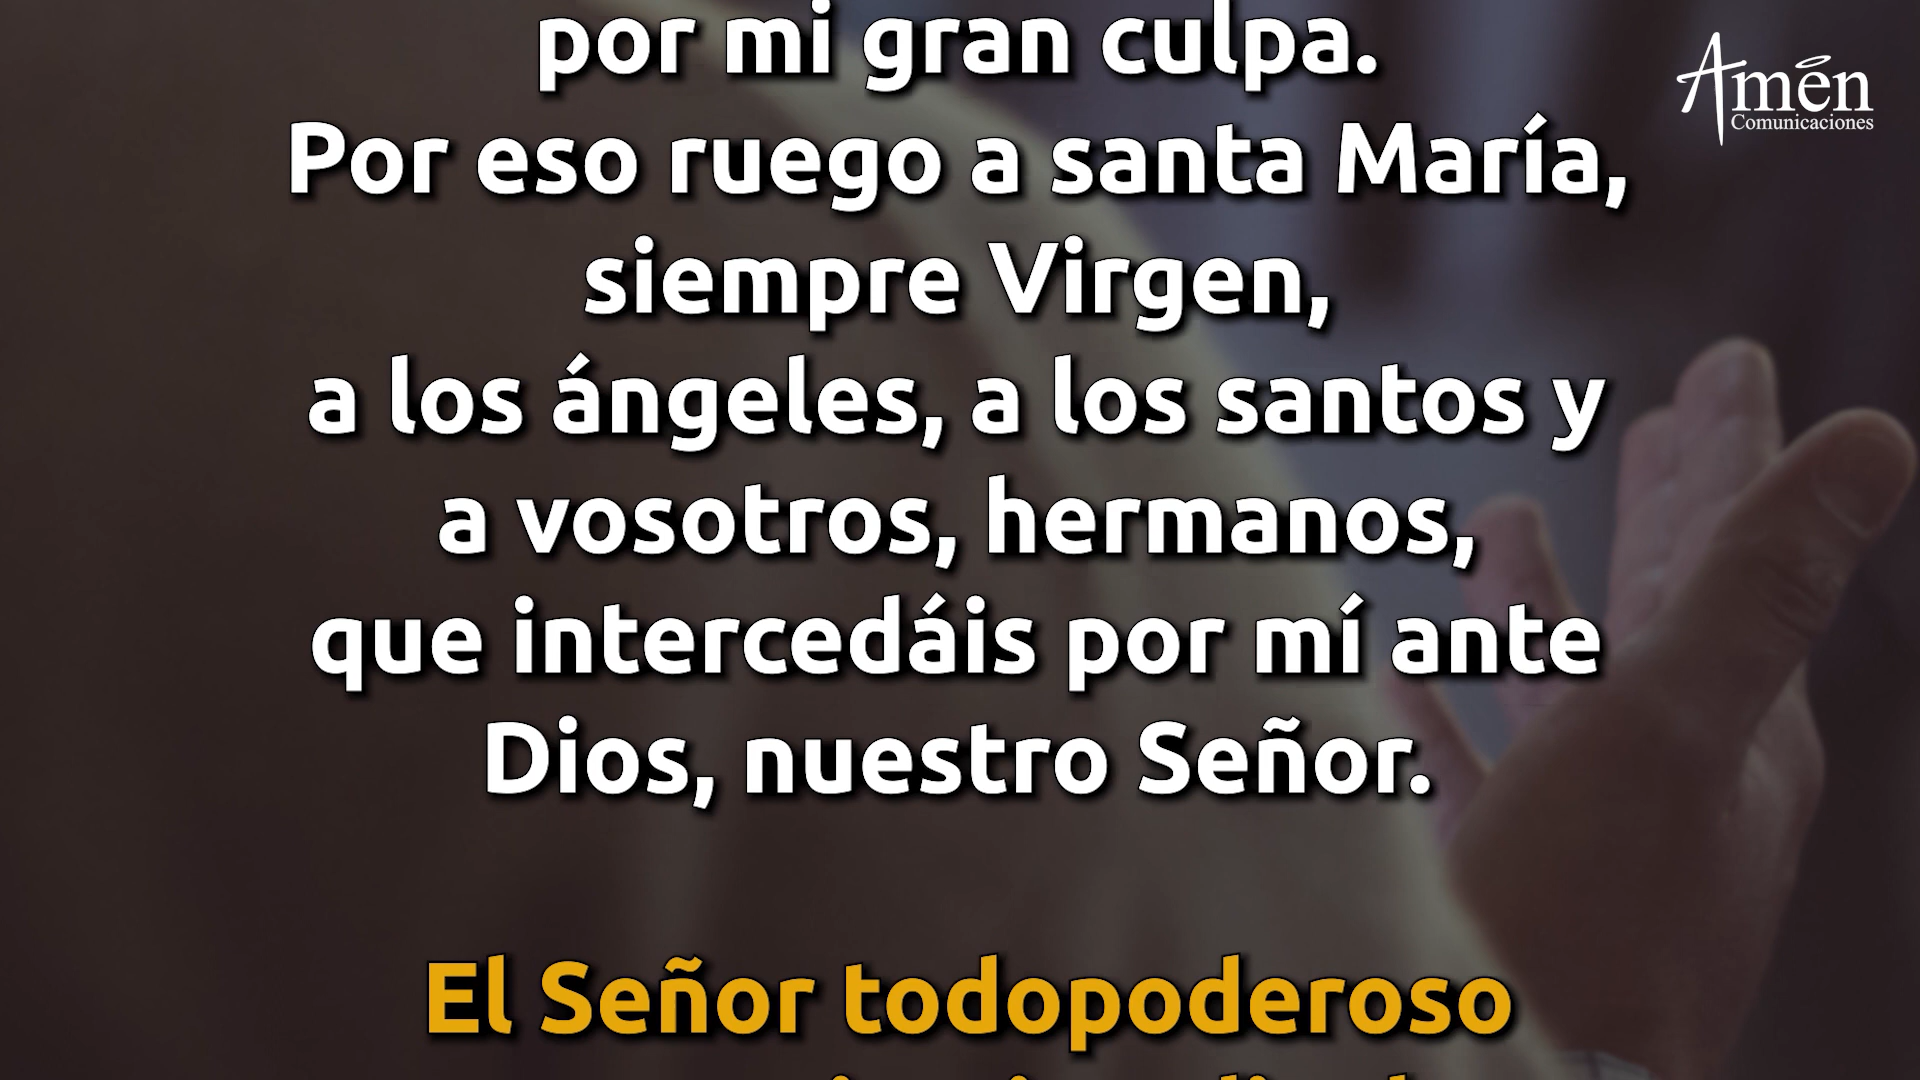 por mi gran culpa.
Por eso ruego a santa María,
siempre Virgen,
a los ángeles, a los santos y
a vosotros, hermanos,
que intercedáis por mí ante
Dios, nuestro Señor.
El Señor todopoderoso
Amén
Comunicaciones